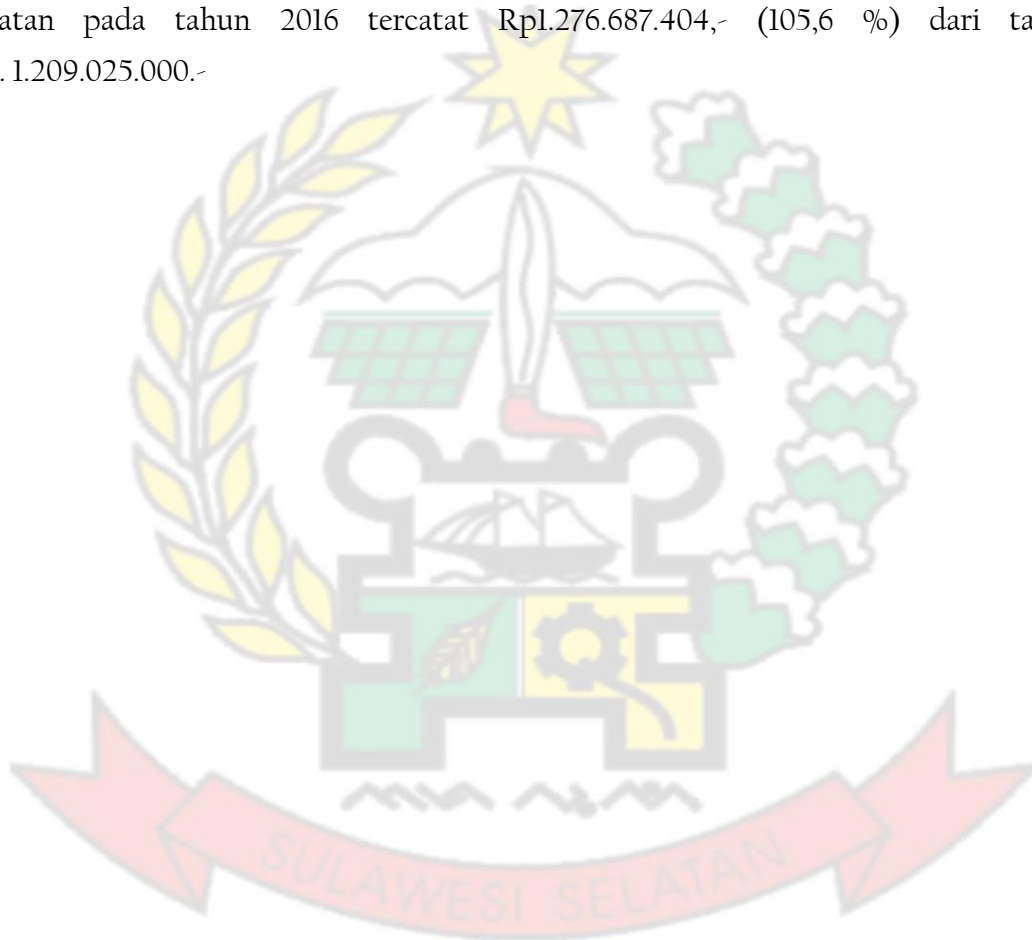 atan pada tahun 2016 tercatat Rp1.276.687.404,- (105,6 %) dari ta
. 1.209.025.000.-
SULAWESI SELATAN